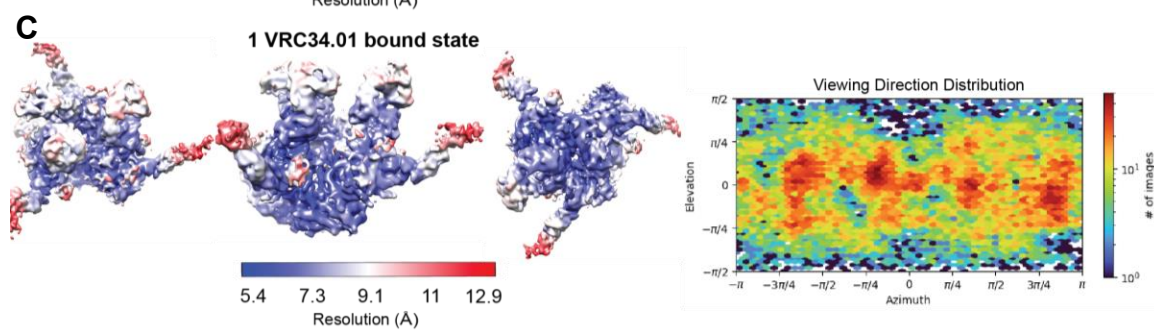 Resolution (Å)
C
1 VRC34.01 bound state
5.4 7.3 9.1 11 12.9
Resolution (Å)
Viewing Direction Distribution
π/2
π/4
0
−π/4
−π/2
Elevation
−π −3π/4 −π/2 −π/4 0 π/4 π/2 3π/4 π
Azimuth
10¹
10⁰
# of images